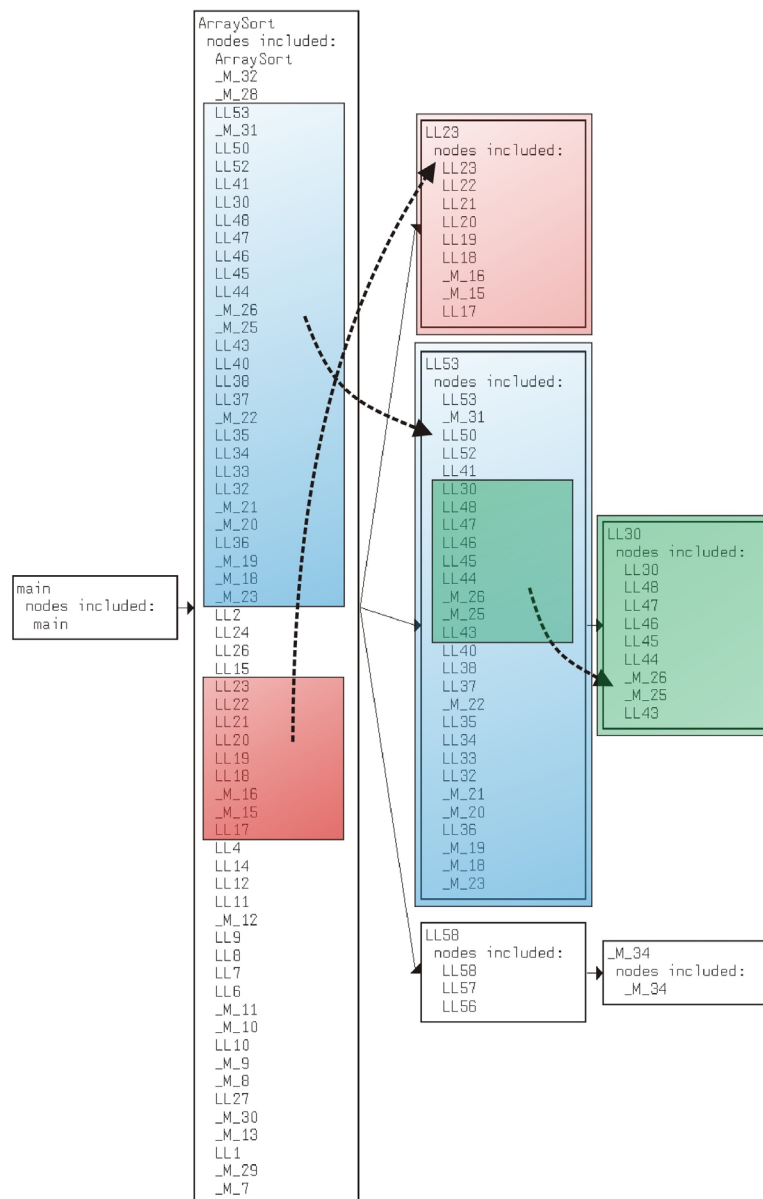 ArraySort
nodes included:
ArraySort
_M_32
_M_28
LL53
_M_31
LL50
LL52
LL41
LL30
LL48
LL47
LL46
LL45
LL44
_M_26
_M_25
LL43
LL40
LL38
LL37
_M_22
LL35
LL34
LL33
LL32
_M_21
_M_20
LL36
_M_19
_M_18
_M_23
LL2
LL24
LL26
LL15
LL23
LL22
LL21
LL20
LL19
LL18
_M_16
_M_15
LL17
LL4
LL14
LL12
LL11
_M_12
LL9
LL8
LL7
LL6
_M_11
_M_10
LL10
_M_9
_M_8
LL27
_M_30
_M_13
LL1
_M_29
_M_7
main
nodes included:
main
LL23
nodes included:
LL23
LL22
LL21
LL20
LL19
LL18
_M_16
_M_15
LL17
LL53
nodes included:
LL53
_M_31
LL50
LL52
LL41
LL30
LL48
LL47
LL46
LL45
LL44
_M_26
_M_25
LL43
LL40
LL38
LL37
_M_22
LL35
LL34
LL33
LL32
_M_21
_M_20
LL36
_M_19
_M_18
_M_23
LL30
nodes included:
LL30
LL48
LL47
LL46
LL45
LL44
_M_26
_M_25
LL43
LL58
nodes included:
LL58
LL57
LL56
_M_34
nodes included:
_M_34